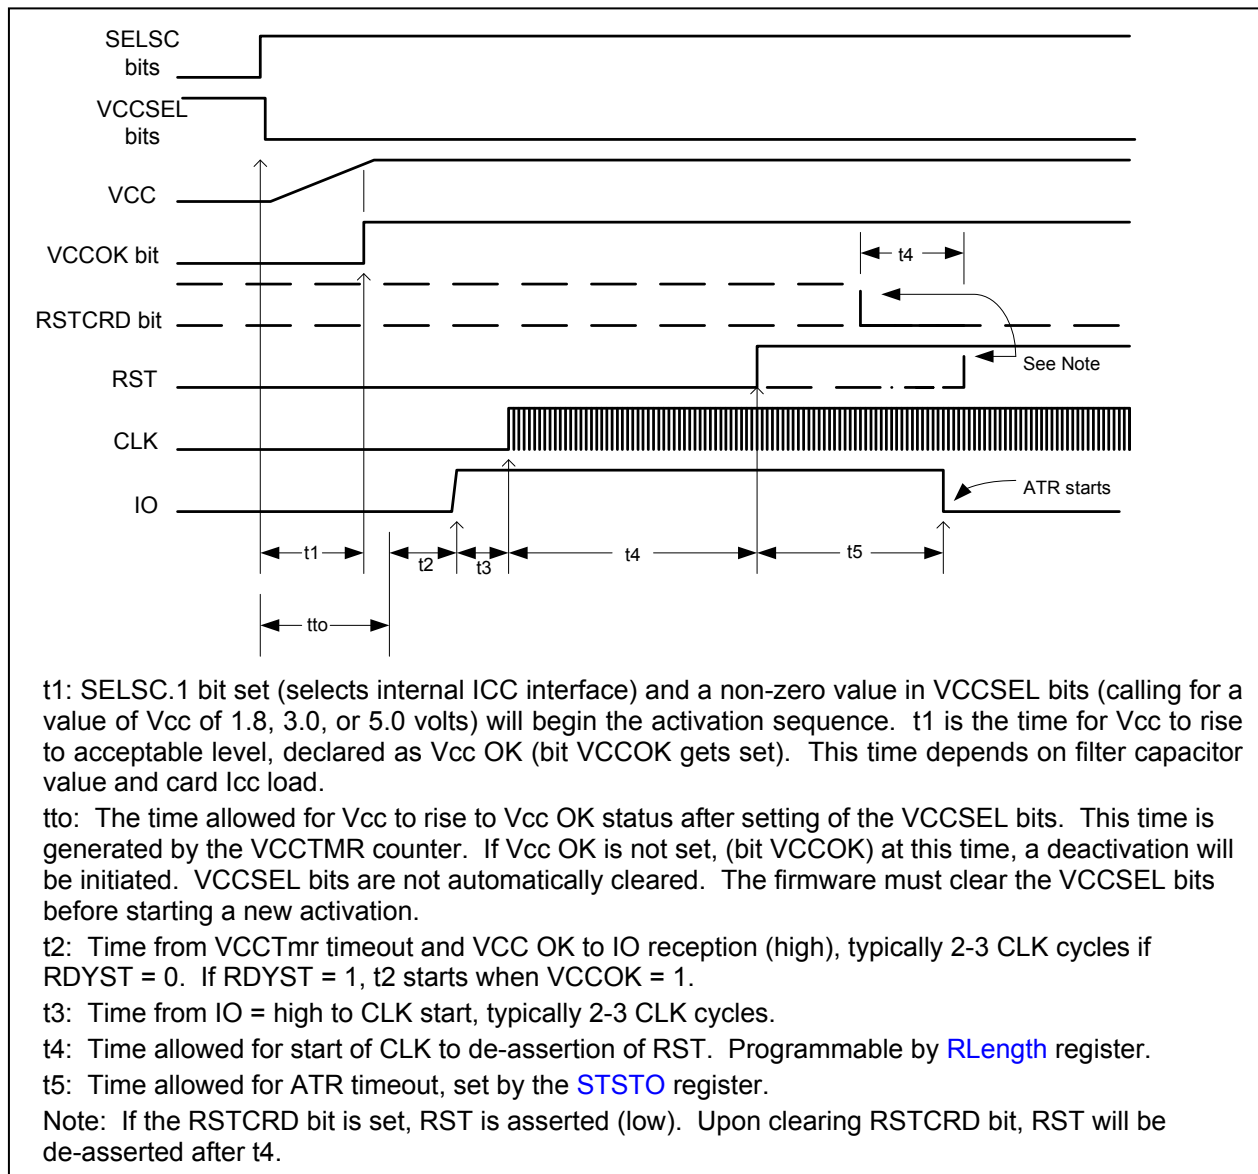 SELSC
bits
VCCSEL
bits
VCC
VCCOK bit
t4
RSTCRD bit
See Note
RST
CLK
ATR starts
IO
t1
t2
t3
t4
t5
tto
t1: SELSC.1 bit set (selects internal ICC interface) and a non-zero value in VCCSEL bits (calling for a
value of Vcc of 1.8, 3.0, or 5.0 volts) will begin the activation sequence. t1 is the time for Vcc to rise
to acceptable level, declared as Vcc OK (bit VCCOK gets set). This time depends on filter capacitor
value and card Icc load.
tto: The time allowed for Vcc to rise to Vcc OK status after setting of the VCCSEL bits. This time is
generated by the VCCTMR counter. If Vcc OK is not set, (bit VCCOK) at this time, a deactivation will
be initiated. VCCSEL bits are not automatically cleared. The firmware must clear the VCCSEL bits
before starting a new activation.
t2: Time from VCCTmr timeout and VCC OK to IO reception (high), typically 2-3 CLK cycles if
RDYST = 0. If RDYST = 1, t2 starts when VCCOK = 1.
t3: Time from IO = high to CLK start, typically 2-3 CLK cycles.
t4: Time allowed for start of CLK to de-assertion of RST. Programmable by RLength register.
t5: Time allowed for ATR timeout, set by the STSTO register.
Note: If the RSTCRD bit is set, RST is asserted (low). Upon clearing RSTCRD bit, RST will be
de-asserted after t4.